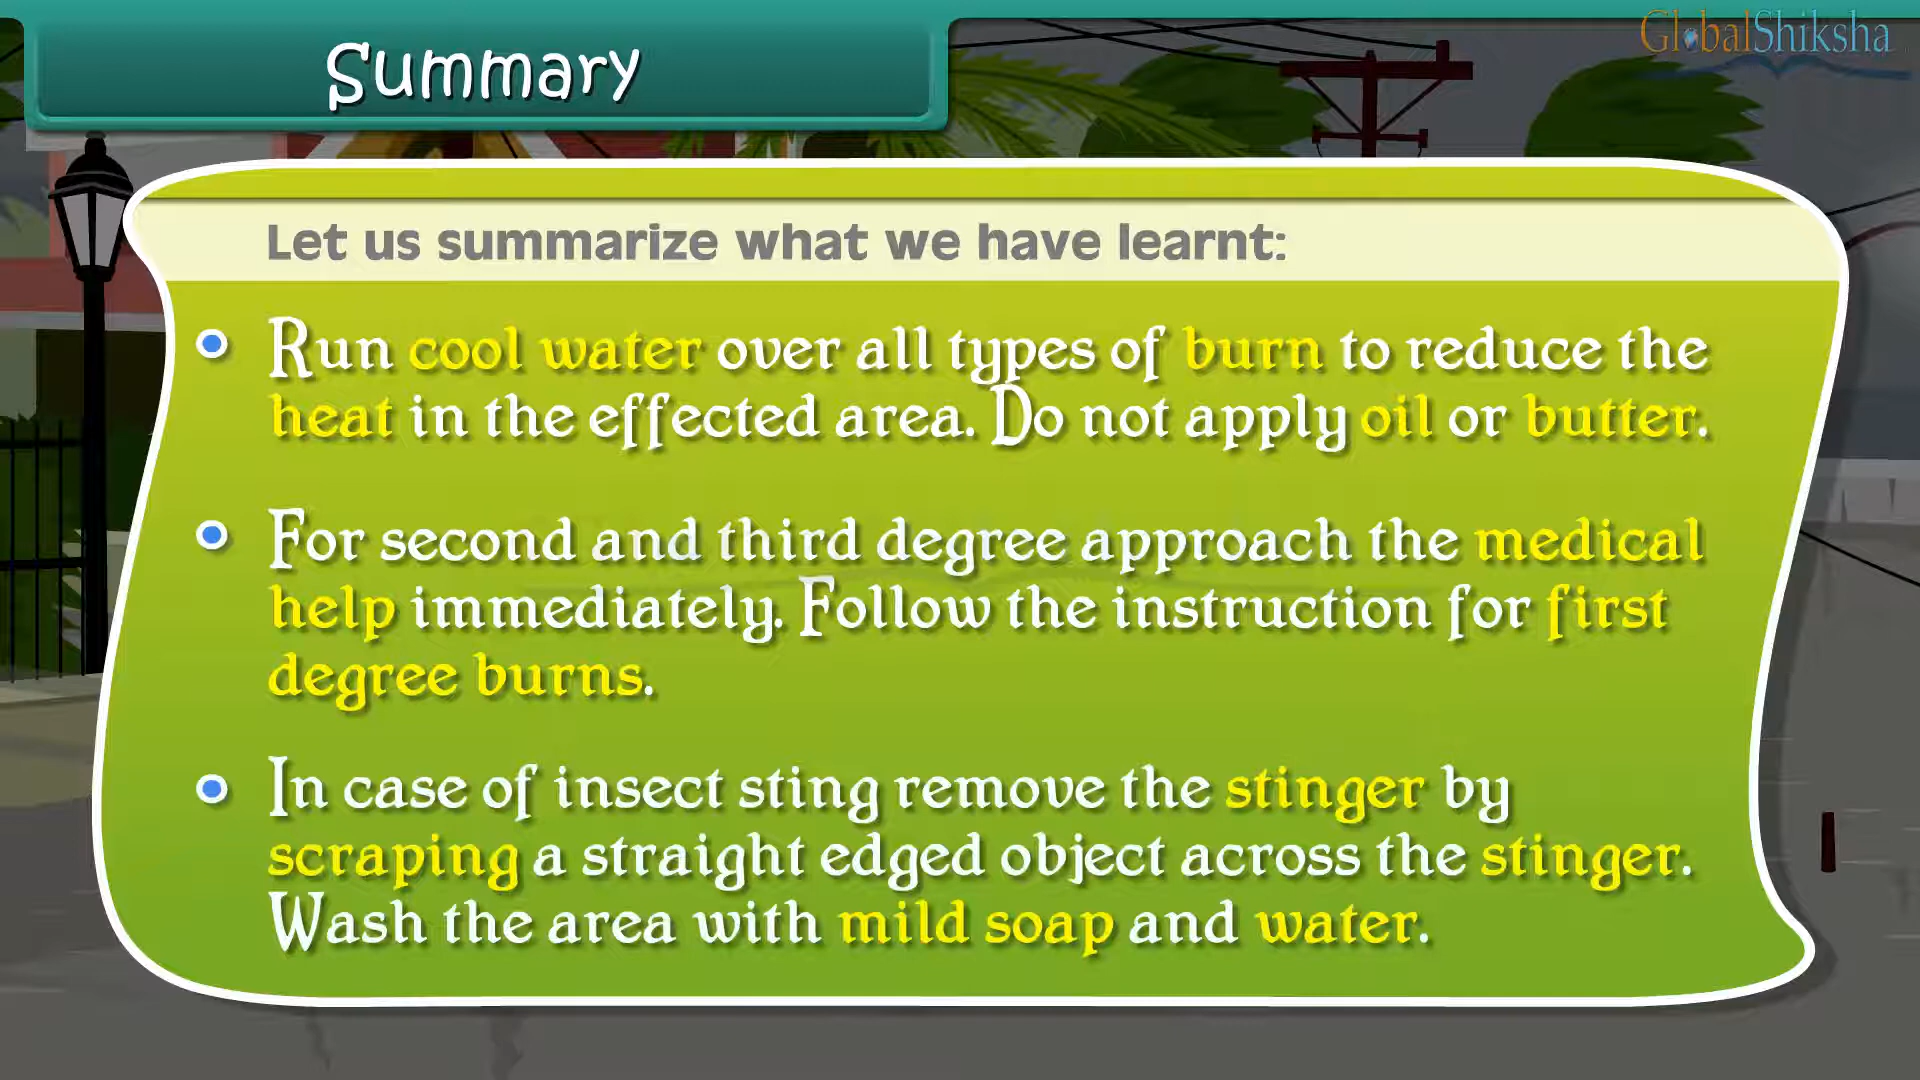 GlobalShiksha
Summary
Let us summarize what we have learnt:
Run cool water over all types of burn to reduce the
heat in the effected area. Do not apply oil or butter.
For second and third degree approach the medical
help immediately. Follow the instruction for first
degree burns.
In case of insect sting remove the stinger by
scraping a straight edged object across the stinger.
Wash the area with mild soap and water.